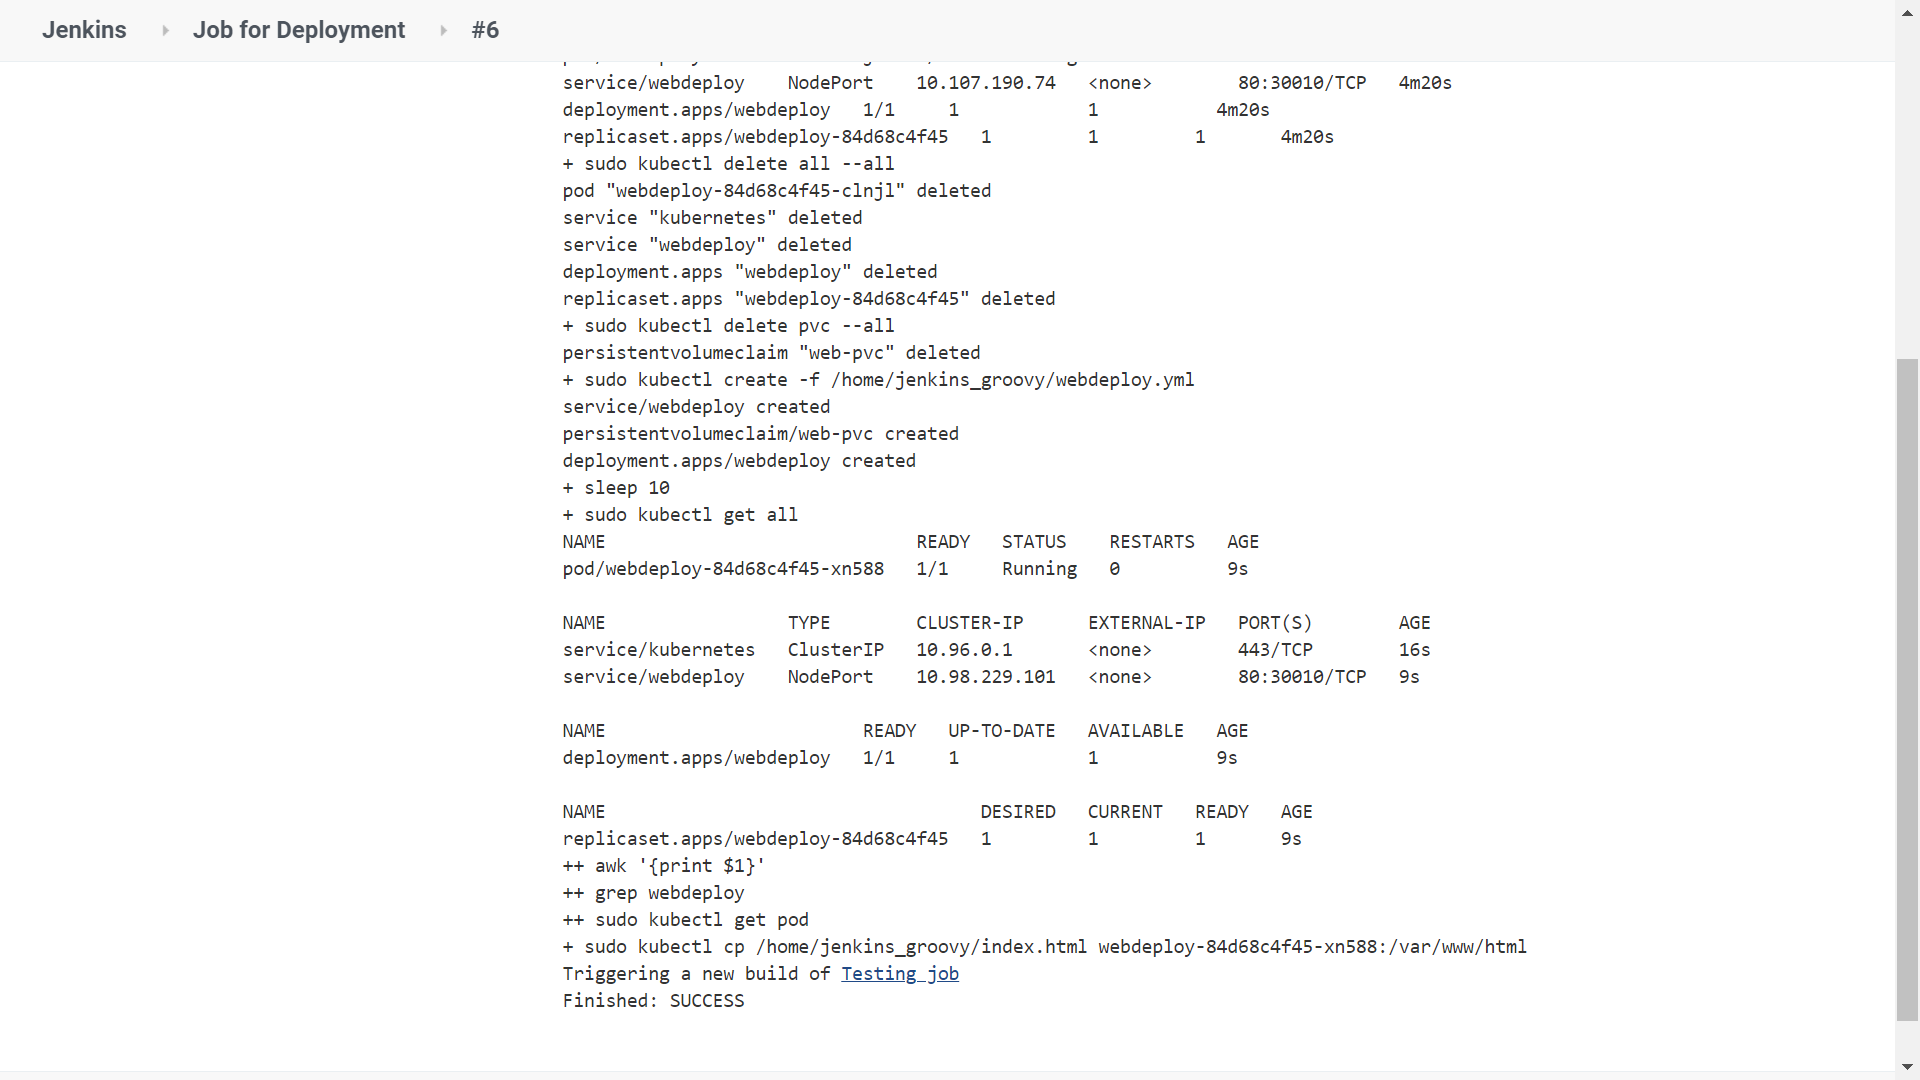 Jenkins Job for Deployment #6
service/webdeploy    NodePort    10.107.190.74   <none>        80:30010/TCP   4m20s
deployment.apps/webdeploy   1/1     1            1           4m20s
replicaset.apps/webdeploy-84d68c4f45   1         1         1       4m20s
+ sudo kubectl delete all --all
pod "webdeploy-84d68c4f45-clnjl" deleted
service "kubernetes" deleted
service "webdeploy" deleted
deployment.apps "webdeploy" deleted
replicaset.apps "webdeploy-84d68c4f45" deleted
+ sudo kubectl delete pvc --all
persistentvolumeclaim "web-pvc" deleted
+ sudo kubectl create -f /home/jenkins_groovy/webdeploy.yml
service/webdeploy created
persistentvolumeclaim/web-pvc created
deployment.apps/webdeploy created
+ sleep 10
+ sudo kubectl get all
NAME                             READY   STATUS    RESTARTS   AGE
pod/webdeploy-84d68c4f45-xn588   1/1     Running   0          9s
NAME                 TYPE        CLUSTER-IP      EXTERNAL-IP   PORT(S)        AGE
service/kubernetes   ClusterIP   10.96.0.1       <none>        443/TCP        16s
service/webdeploy    NodePort    10.98.229.101   <none>        80:30010/TCP   9s
NAME                        READY   UP-TO-DATE   AVAILABLE   AGE
deployment.apps/webdeploy   1/1     1            1           9s
NAME                                   DESIRED   CURRENT   READY   AGE
replicaset.apps/webdeploy-84d68c4f45   1         1         1       9s
++ awk '{print $1}'
++ grep webdeploy
++ sudo kubectl get pod
+ sudo kubectl cp /home/jenkins_groovy/index.html webdeploy-84d68c4f45-xn588:/var/www/html
Triggering a new build of Testing job
Finished: SUCCESS